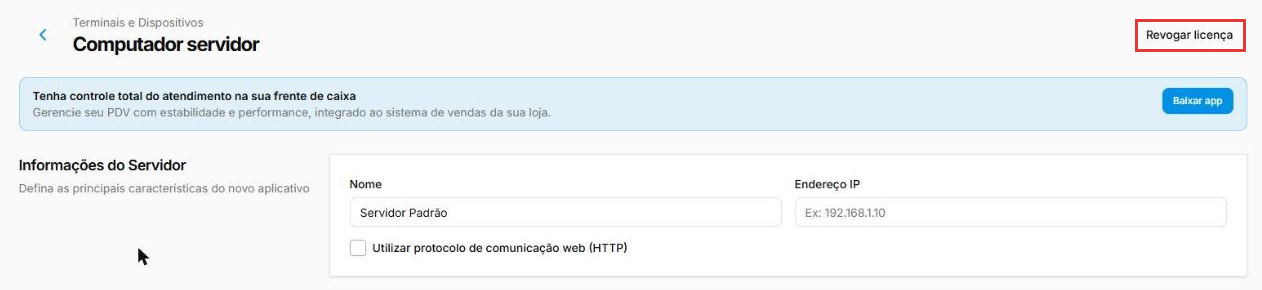 Terminais e Dispositivos
Computador servidor
Revogar licença
Tenha controle total do atendimento na sua frente de caixa
Gerencie seu PDV com estabilidade e performance, integrado ao sistema de vendas da sua loja.
Baixar app
Informações do Servidor
Defina as principais características do novo aplicativo
Nome
Endereço IP
Servidor Padrão
Ex: 192.168.1.10
Utilizar protocolo de comunicação web (HTTP)